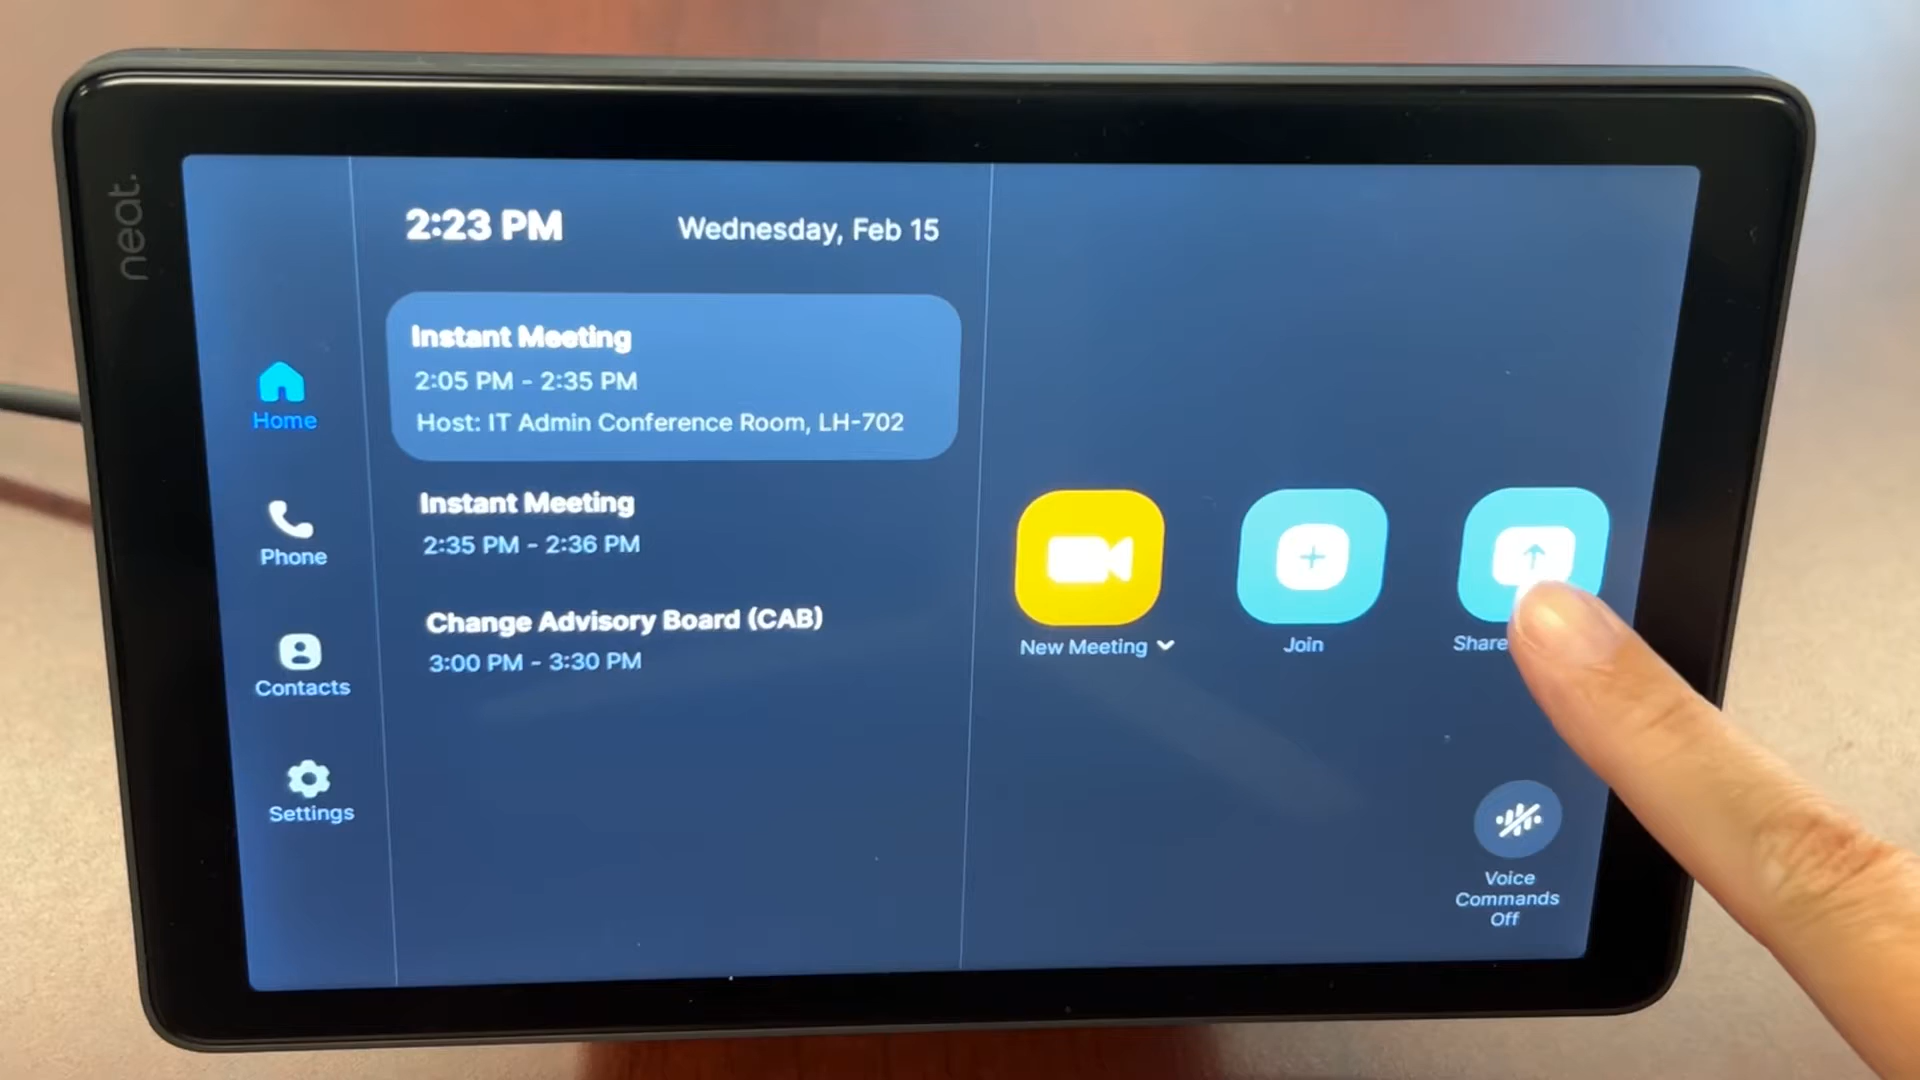 neat.
2:23 PM
Wednesday, Feb 15
Instant Meeting
2:05 PM - 2:35 PM
Host: IT Admin Conference Room, LH-702
Instant Meeting
2:35 PM - 2:36 PM
Change Advisory Board (CAB)
3:00 PM - 3:30 PM
Home
Phone
Contacts
Settings
New Meeting
Join
Share
Voice
Commands
Off